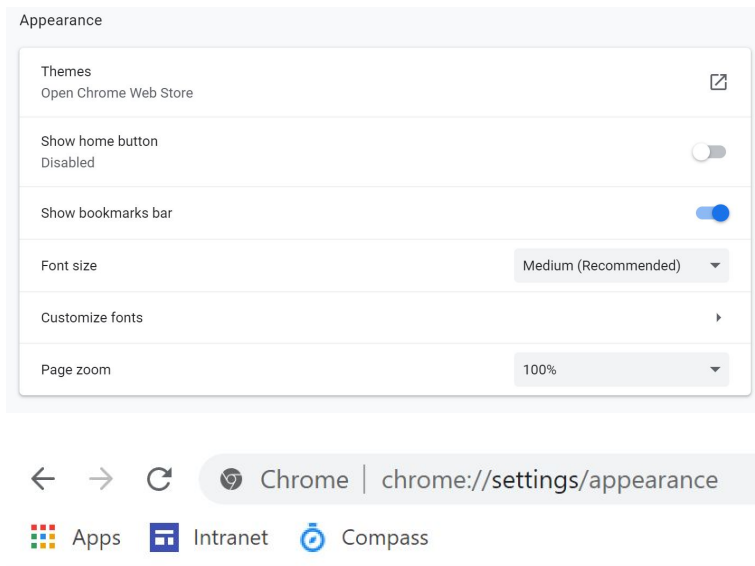 Appearance
Themes
Open Chrome Web Store
Show home button
Disabled
Show bookmarks bar
Font size Medium (Recommended)
Customize fonts
Page zoom 100%
Chrome | chrome://settings/appearance
Apps Intranet Compass